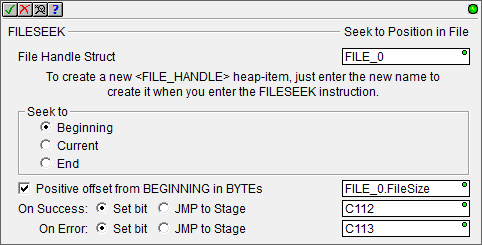 FILESEEK Seek to Position in File
File Handle Struct FILE_0
To create a new <FILE_HANDLE> heap-item, just enter the new name to
create it when you enter the FILESEEK instruction.
Seek to
Beginning
Current
End
Positive offset from BEGINNING in BYTEs FILE_0.FileSize
On Success: Set bit JMP to Stage C112
On Error: Set bit JMP to Stage C113